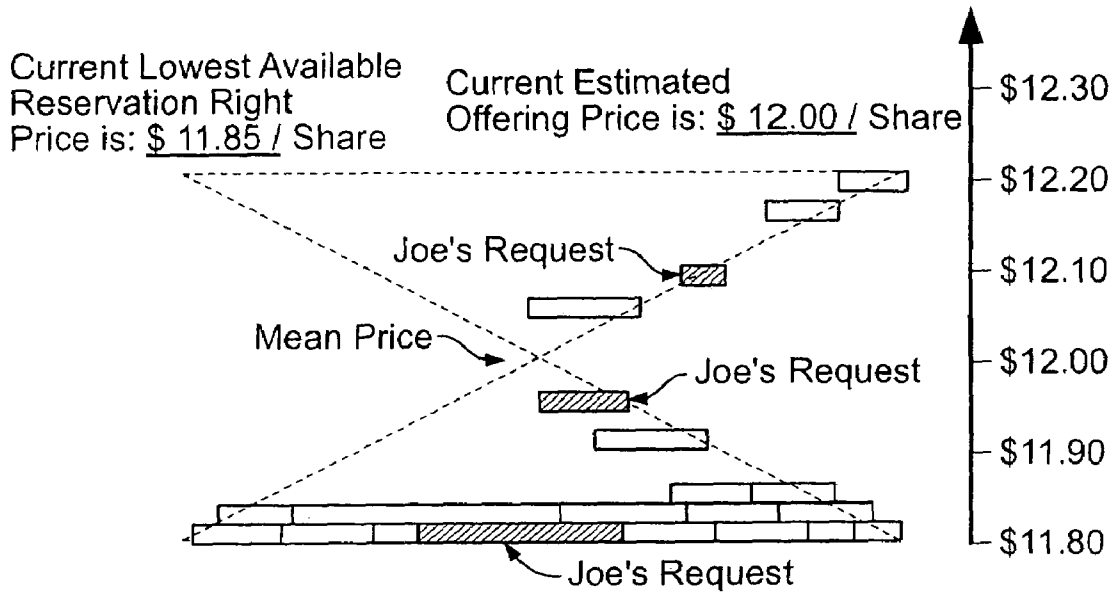 Current Lowest Available
Reservation Right
Price is: $ 11.85 / Share
Current Estimated
Offering Price is: $ 12.00 / Share
$12.30
$12.20
Joe's Request
$12.10
Mean Price
$12.00
Joe's Request
$11.90
$11.80
Joe's Request